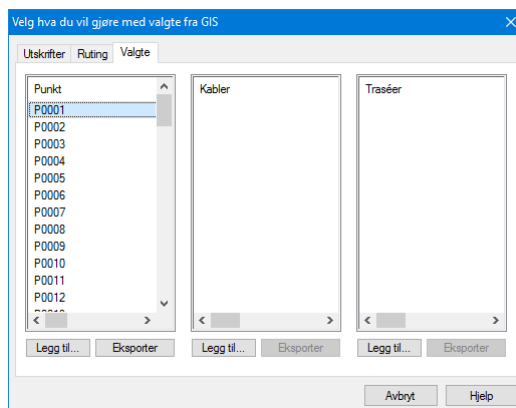 Velg hva du vil gjøre med valgte fra GIS
Utskrifter Ruting Valgte
Punkt
P0001
P0002
P0003
P0004
P0005
P0006
P0007
P0008
P0009
P0010
P0011
P0012
Kabler
Traséer
Legg til... Eksporter Legg til... Eksporter Legg til... Eksporter
Avbryt Hjelp